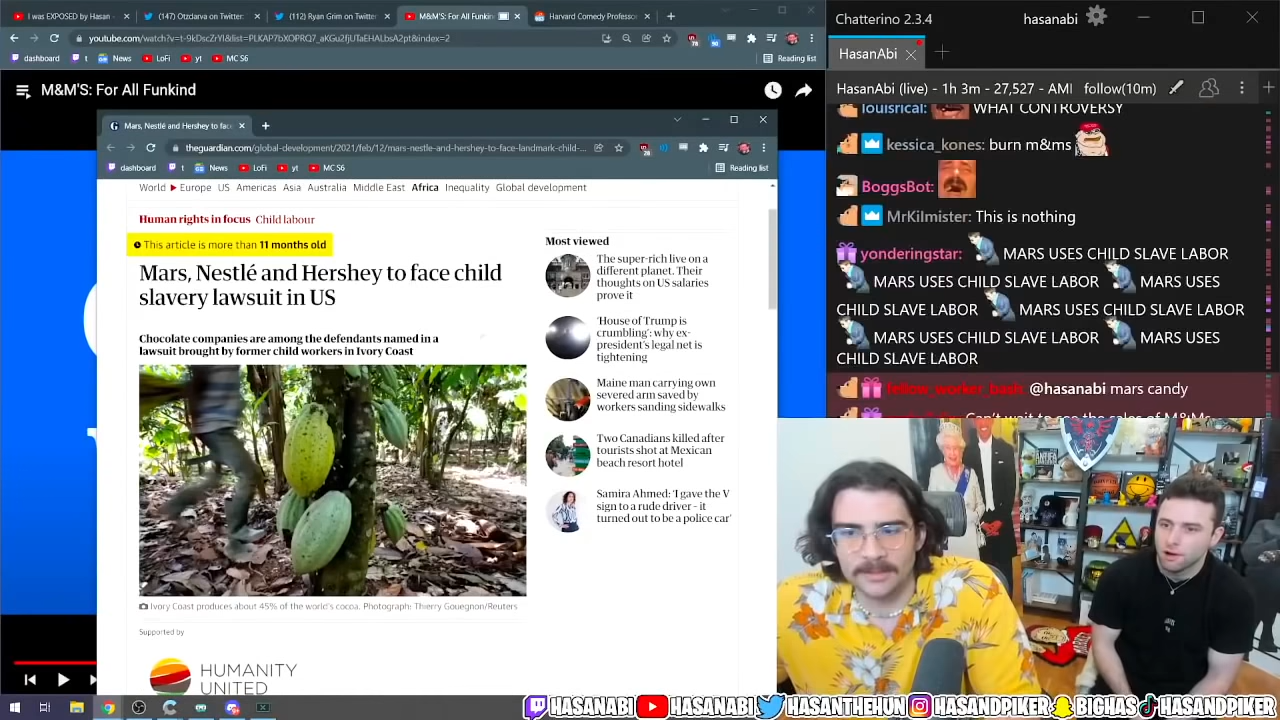 I was EXPOSED by Hasan
(147) Otzdarva on Twitter:
(112) Ryan Grim on Twitter:
M&M'S: For All Funkin
Harvard Comedy Professo
youtube.com/watch?v=t-9kDscZrYI&list=PLKAP7bXOPRQ7_aKGu2fjUTaEHALbsA2pt&index=2
dashboard
t
News
LoFi
yt
MC S6
Reading list
M&M'S: For All Funkind
Mars, Nestlé and Hershey to face
theguardian.com/global-development/2021/feb/12/mars-nestle-and-hershey-to-face-landmark-child-...
dashboard
t
News
LoFi
yt
MC S6
Reading list
World Europe US Americas Asia Australia Middle East Africa Inequality Global development
Human rights in focus Child labour
This article is more than 11 months old
Mars, Nestlé and Hershey to face child
slavery lawsuit in US
Chocolate companies are among the defendants named in a
lawsuit brought by former child workers in Ivory Coast
Ivory Coast produces about 45% of the world's cocoa. Photograph: Thierry Gouegnon/Reuters
Supported by
HUMANITY
UNITED
Most viewed
The super-rich live on a
different planet. Their
thoughts on US salaries
prove it
'House of Trump is
crumbling': why ex-
president's legal net is
tightening
Maine man carrying own
severed arm saved by
workers sanding sidewalks
Two Canadians killed after
tourists shot at Mexican
beach resort hotel
Samira Ahmed: 'I gave the V
sign to a rude driver – it
turned out to be a police car'
Chatterino 2.3.4
hasanabi
HasanAbi
HasanAbi (live) - 1h 3m - 27,527 - AMI
follow(10m)
louisrical: WHAT CONTROVERSY
kessica_kones: burn m&ms
BoggsBot:
MrKilmister: This is nothing
yonderingstar: MARS USES CHILD SLAVE LABOR
MARS USES CHILD SLAVE LABOR MARS USES
CHILD SLAVE LABOR MARS USES CHILD SLAVE LABOR
MARS USES CHILD SLAVE LABOR MARS USES
CHILD SLAVE LABOR
fellow_worker_bash @hasanabi mars candy
Can't wait to see the sales of M&Ms
HASANABI HASANABI HASANTHEHUN HASANDPIKER BIGHAS HASANDPIKER